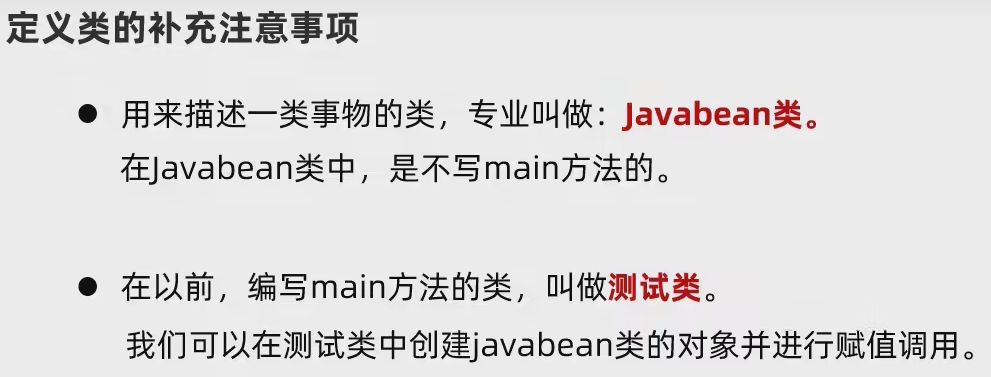 定义类的补充注意事项
● 用来描述一类事物的类，专业叫做：Javabean类。
在Javabean类中，是不写main方法的。
● 在以前，编写main方法的类，叫做测试类。
我们可以在测试类中创建javabean类的对象并进行赋值调用。